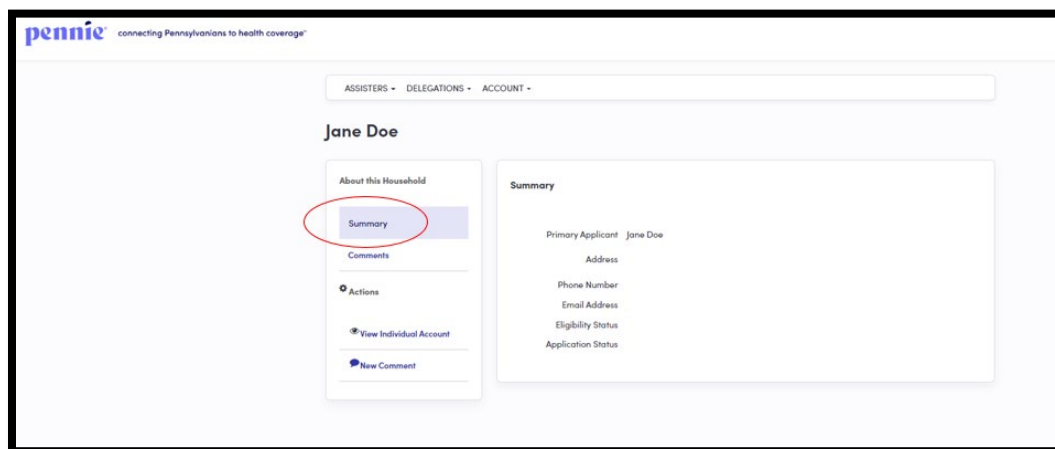 pennie® connecting Pennsylvanians to health coverage™
ASSISTERS DELEGATIONS ACCOUNT
Jane Doe
About this Household
Summary
Comments
Actions
View Individual Account
New Comment
Summary
Primary Applicant Jane Doe
Address
Phone Number
Email Address
Eligibility Status
Application Status